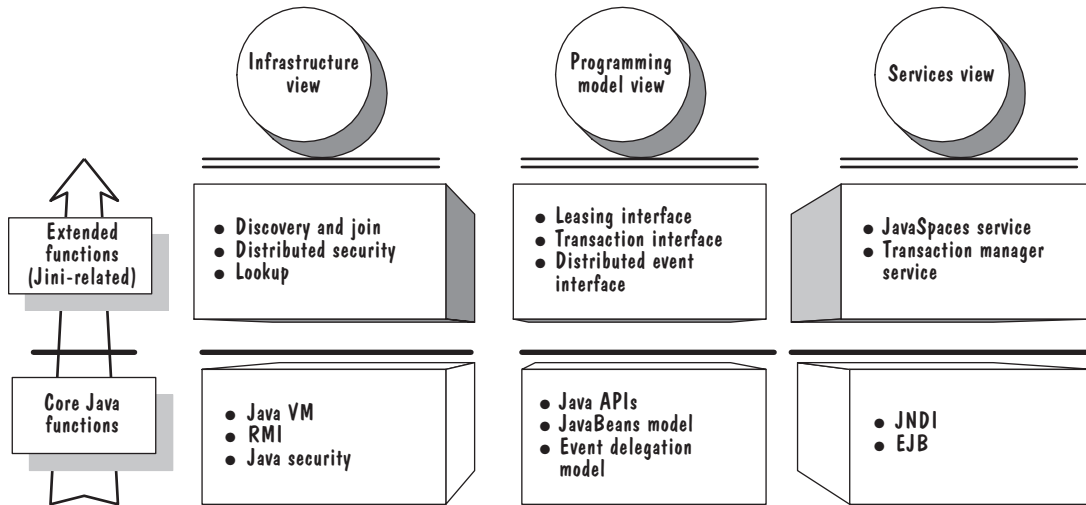 Infrastructure
view
Programming
model view
Services view
Extended
functions
(Jini-related)
● Discovery and join
● Distributed security
● Lookup
● Leasing interface
● Transaction interface
● Distributed event
interface
● JavaSpaces service
● Transaction manager
service
Core Java
functions
● Java VM
● RMI
● Java security
● Java APIs
● JavaBeans model
● Event delegation
model
● JNDI
● EJB